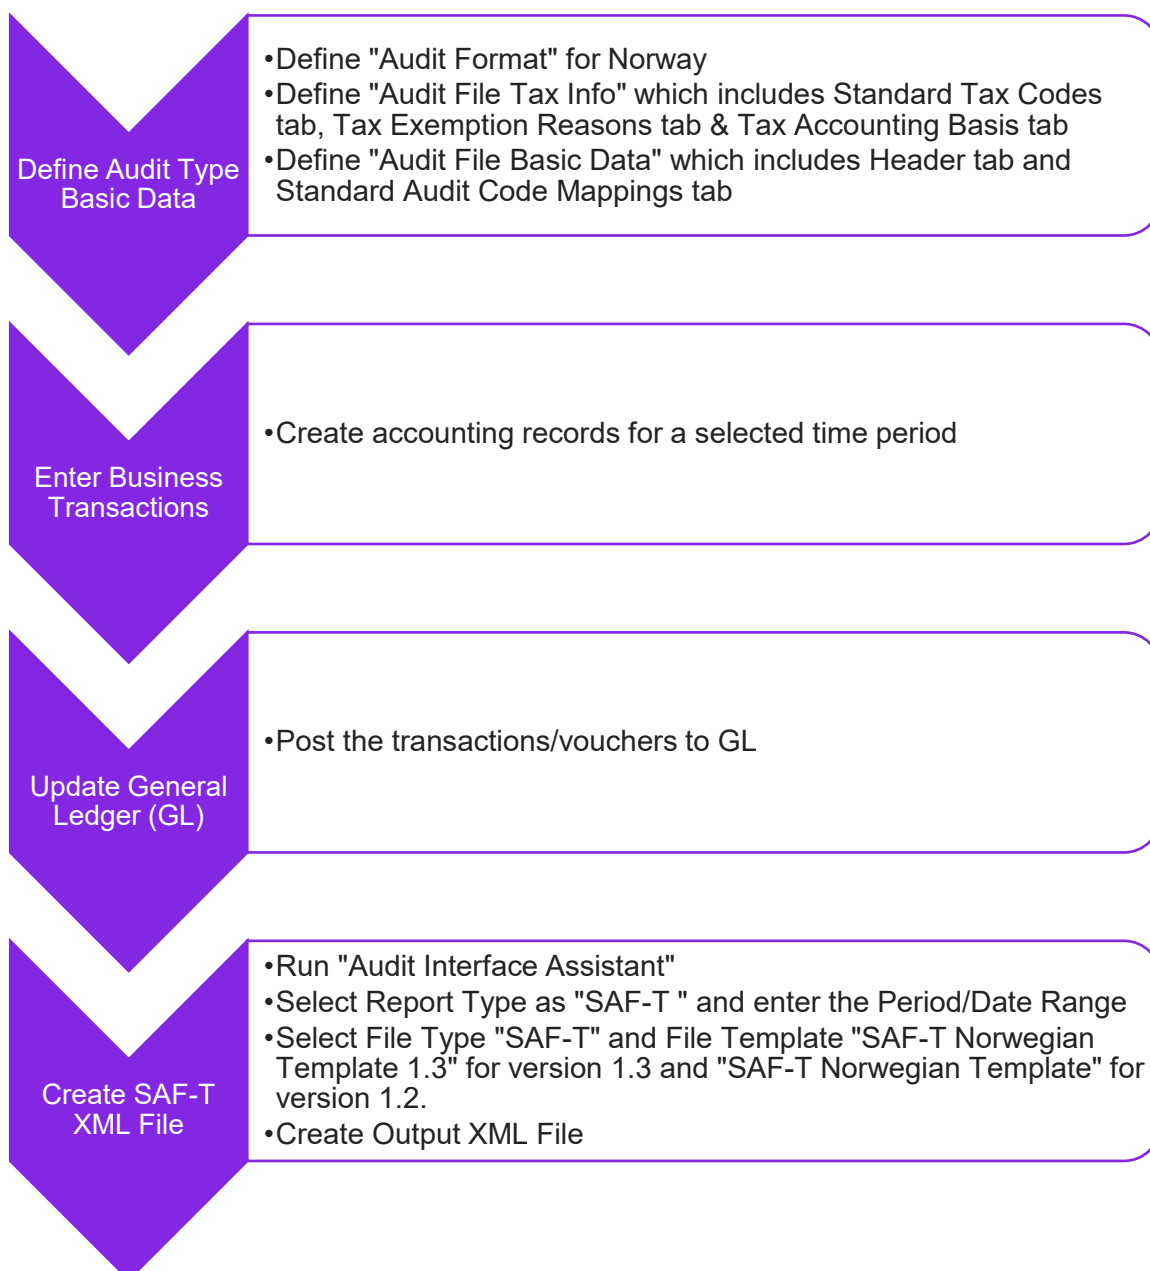 Define Audit Type
Basic Data
•Define "Audit Format" for Norway
•Define "Audit File Tax Info" which includes Standard Tax Codes
tab, Tax Exemption Reasons tab & Tax Accounting Basis tab
•Define "Audit File Basic Data" which includes Header tab and
Standard Audit Code Mappings tab
Enter Business
Transactions
•Create accounting records for a selected time period
Update General
Ledger (GL)
•Post the transactions/vouchers to GL
Create SAF-T
XML File
•Run "Audit Interface Assistant"
•Select Report Type as "SAF-T " and enter the Period/Date Range
•Select File Type "SAF-T" and File Template "SAF-T Norwegian
Template 1.3" for version 1.3 and "SAF-T Norwegian Template" for
version 1.2.
•Create Output XML File